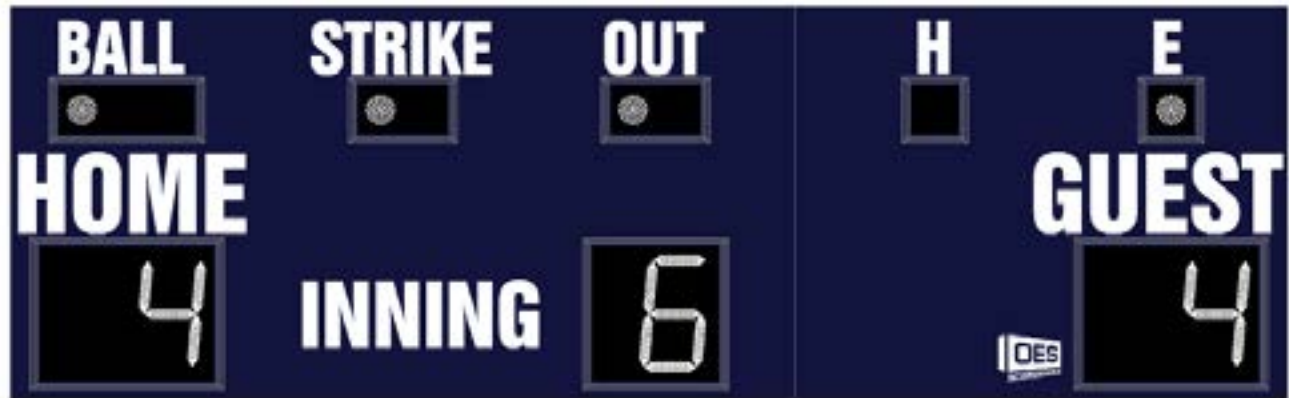 BALL STRIKE OUT H E
HOME GUEST
4 INNING 6 4
OES